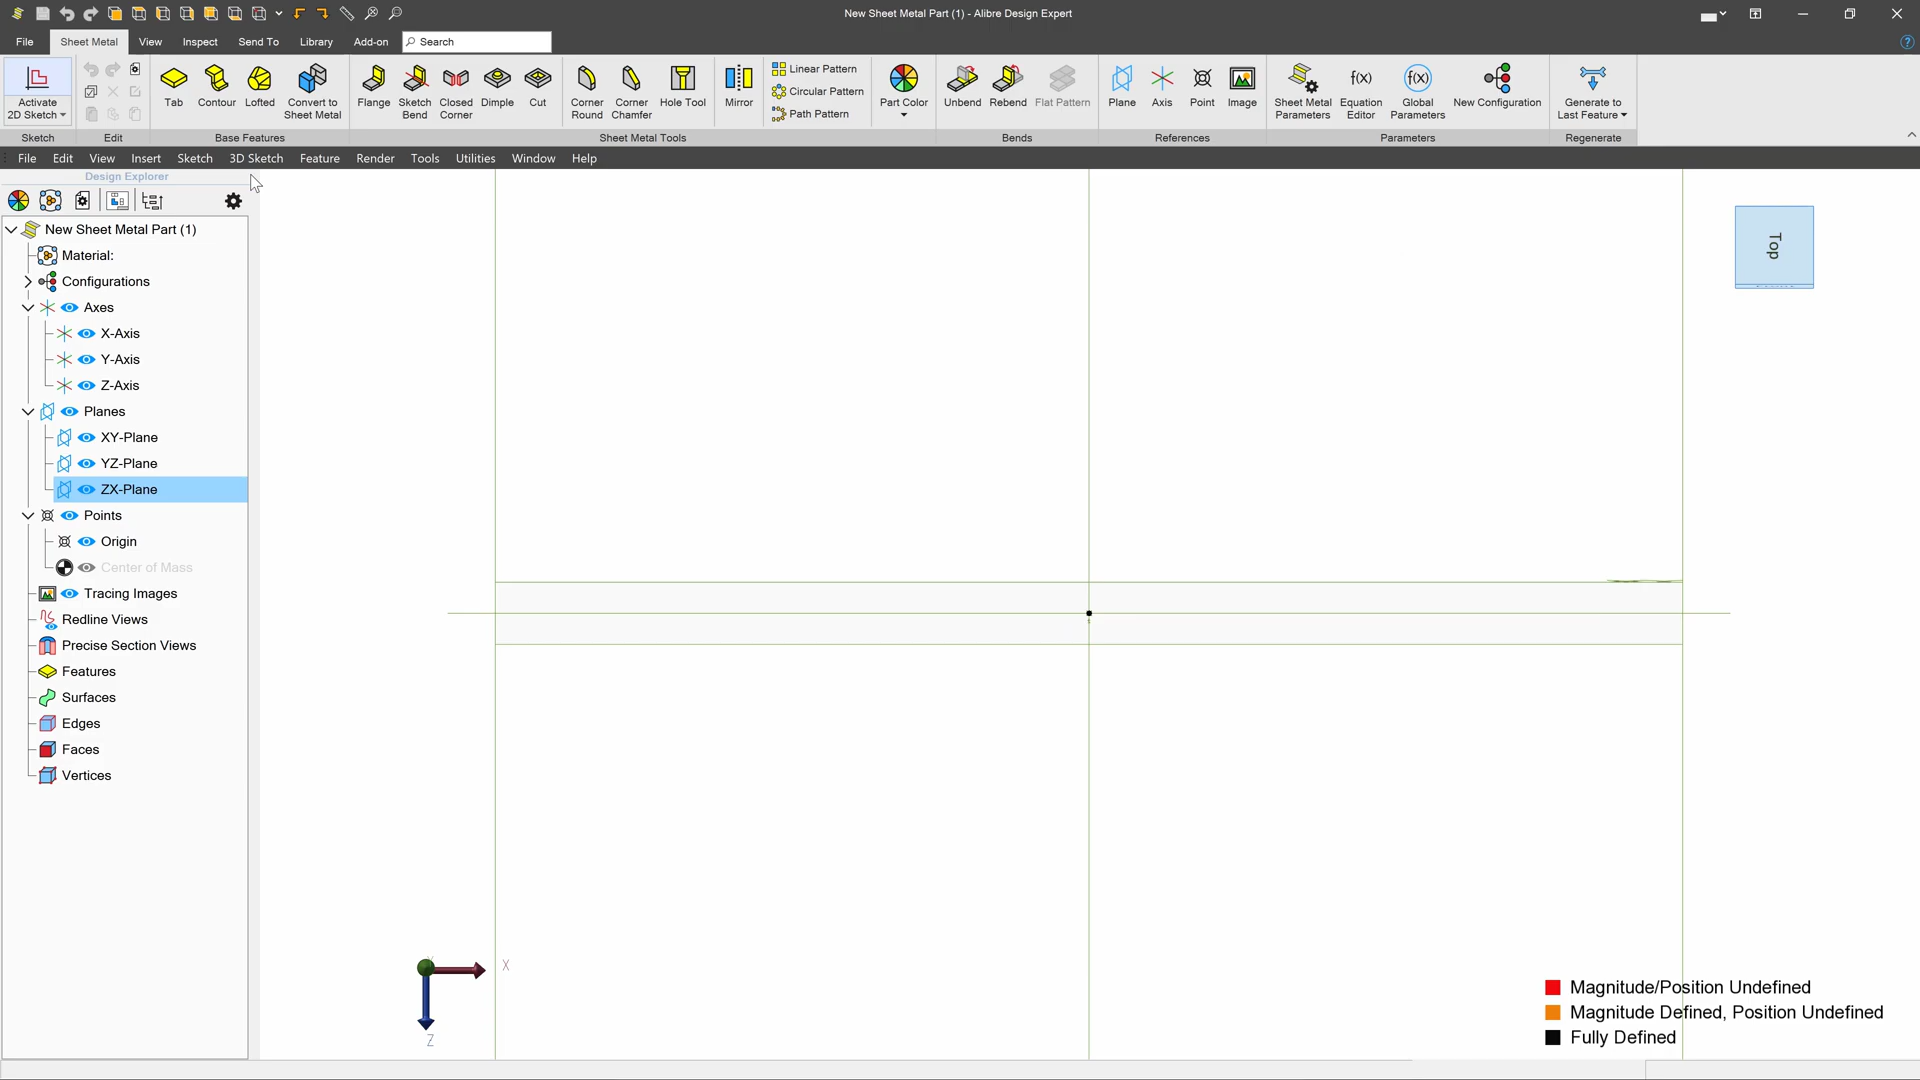 New Sheet Metal Part (1) - Alibre Design Expert
File
Sheet Metal
View
Inspect
Send To
Library
Add-on
Search
Activate
2D Sketch
Tab
Contour
Lofted
Convert to
Sheet Metal
Flange
Sketch
Bend
Closed
Corner
Dimple
Cut
Corner
Round
Corner
Chamfer
Hole Tool
Mirror
Linear Pattern
Circular Pattern
Path Pattern
Part Color
Unbend
Rebend
Flat Pattern
Plane
Axis
Point
Image
Sheet Metal
Parameters
f(x)
Equation
Editor
f(x)
Global
Parameters
New Configuration
Generate to
Last Feature
Sketch
Edit
Base Features
Sheet Metal Tools
Bends
References
Parameters
Regenerate
File
Edit
View
Insert
Sketch
3D Sketch
Feature
Render
Tools
Utilities
Window
Help
Design Explorer
New Sheet Metal Part (1)
Material:
Configurations
Axes
X-Axis
Y-Axis
Z-Axis
Planes
XY-Plane
YZ-Plane
ZX-Plane
Points
Origin
Center of Mass
Tracing Images
Redline Views
Precise Section Views
Features
Surfaces
Edges
Faces
Vertices
Top
X
Z
Magnitude/Position Undefined
Magnitude Defined, Position Undefined
Fully Defined